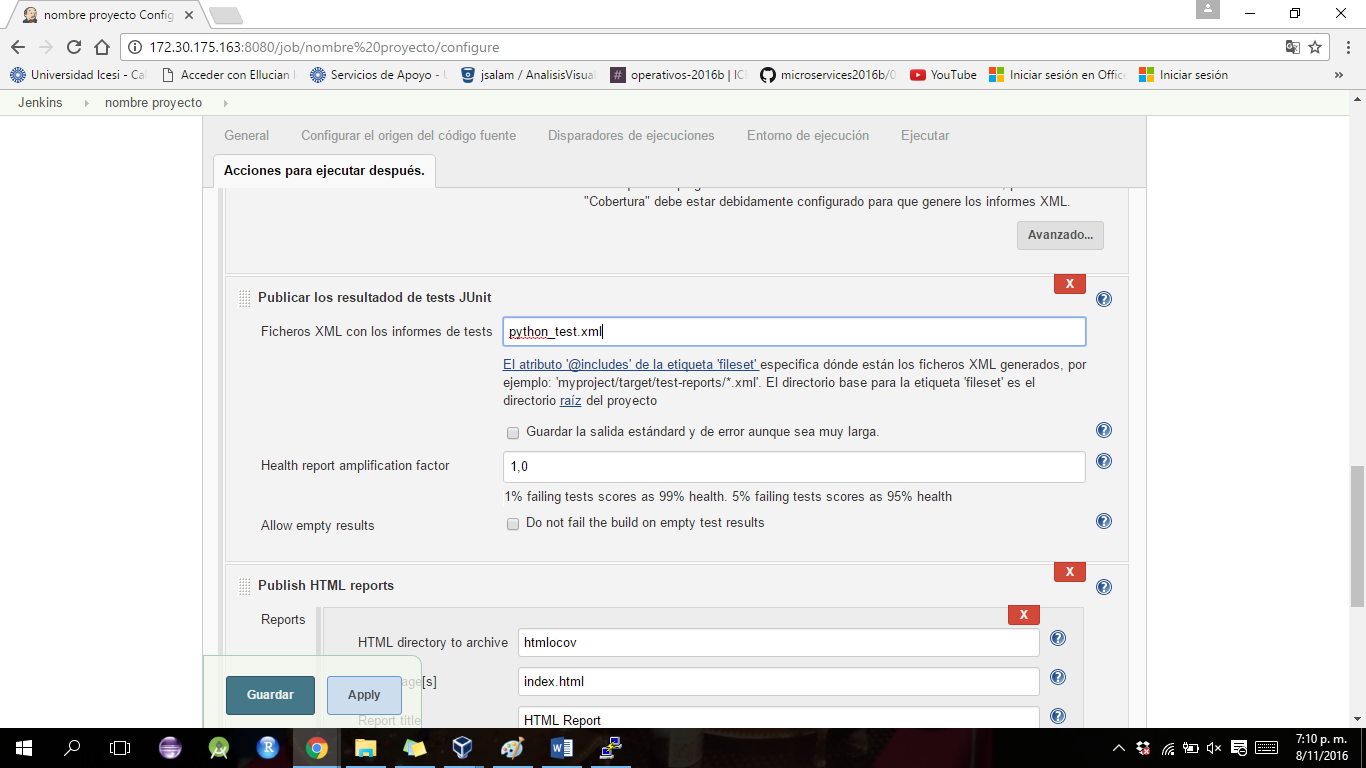 nombre proyecto Config
172.30.175.163:8080/job/nombre%20proyecto/configure
Universidad Icesi - Cal
Acceder con Ellucian
Servicios de Apoyo -
jsalam / AnalisisVisual
operativos-2016b | IC
microservices2016b/0
YouTube
Iniciar sesión en Office
Iniciar sesión
»
Jenkins
nombre proyecto
General
Configurar el origen del código fuente
Disparadores de ejecuciones
Entorno de ejecución
Ejecutar
Acciones para ejecutar después.
"Cobertura" debe estar debidamente configurado para que genere los informes XML.
Avanzado...
X
Publicar los resultadod de tests JUnit
?
Ficheros XML con los informes de tests
python_test.xml
El atributo '@includes' de la etiqueta 'fileset' especifica dónde están los ficheros XML generados, por
ejemplo: 'myproject/target/test-reports/*.xml'. El directorio base para la etiqueta 'fileset' es el
directorio raíz del proyecto
Guardar la salida estándard y de error aunque sea muy larga.
?
Health report amplification factor
1,0
?
1% failing tests scores as 99% health. 5% failing tests scores as 95% health
Allow empty results
Do not fail the build on empty test results
?
X
Publish HTML reports
?
Reports
X
HTML directory to archive
htmlocov
?
age[s]
index.html
?
Guardar
Apply
Report title
HTML Report
?
7:10 p. m.
8/11/2016